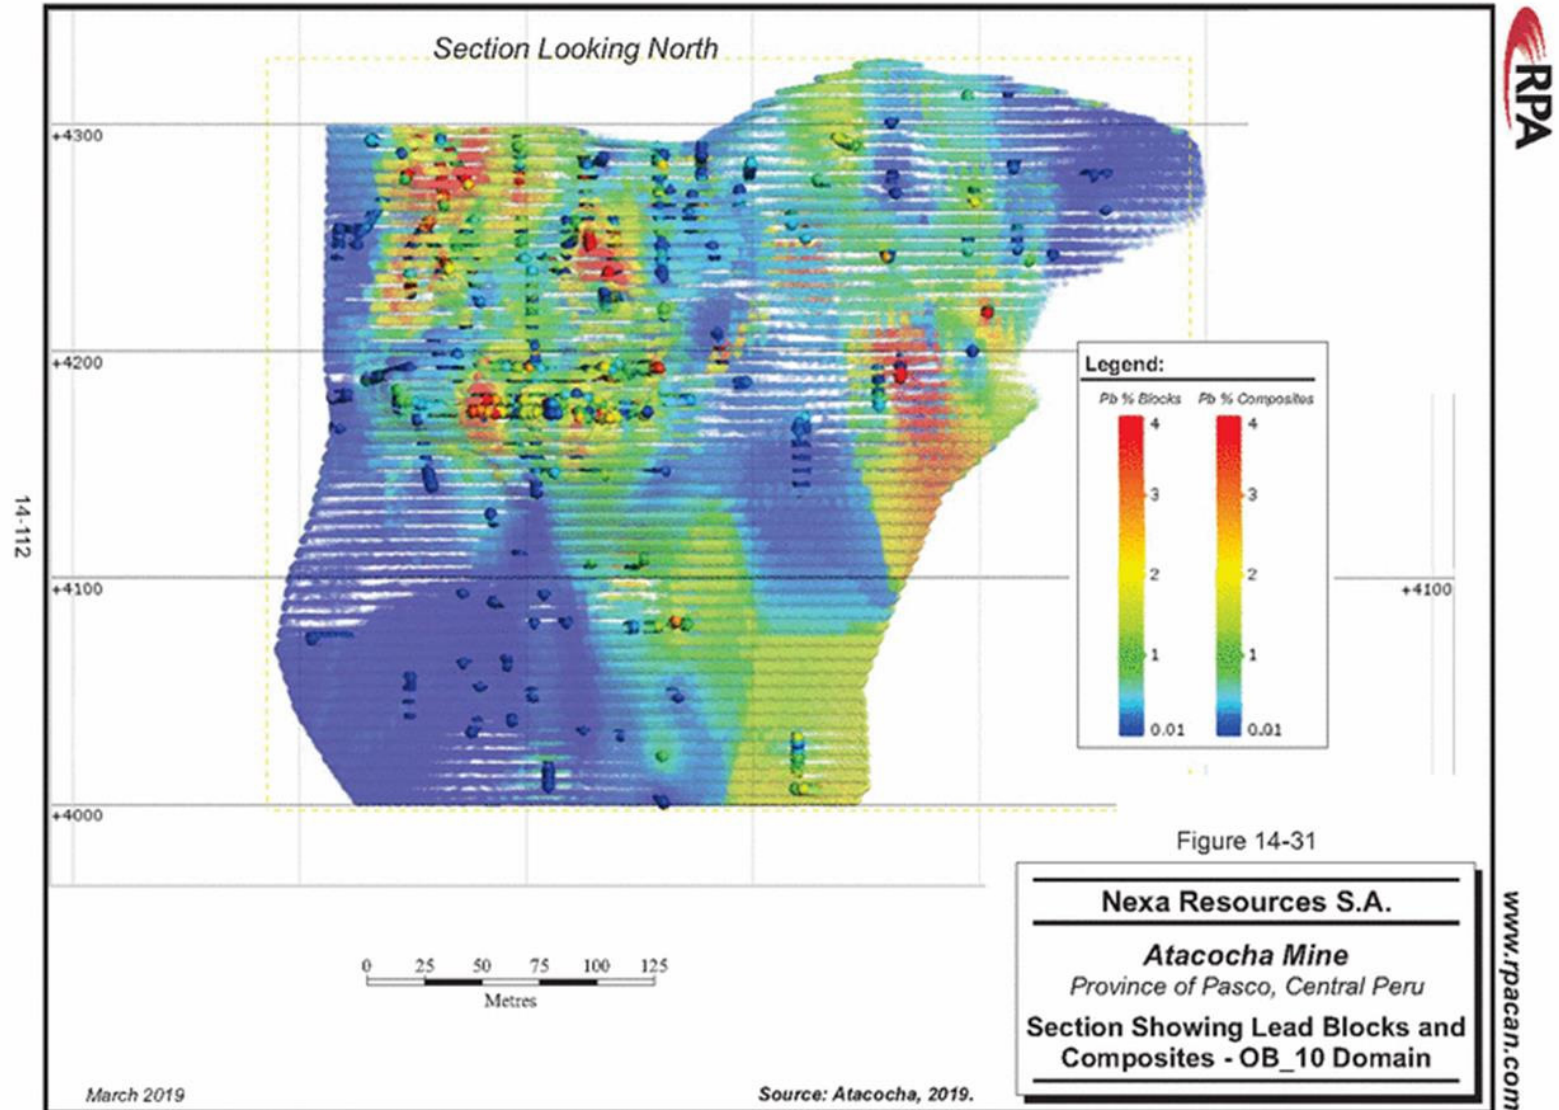 Section Looking North
RPA
+4300
+4200
Legend:
Pb % Blocks Pb % Composites
4 4
3 3
2 2
1 1
0.01 0.01
14-112
+4100 +4100
+4000
Figure 14-31
Nexa Resources S.A.
Atacocha Mine
Province of Pasco, Central Peru
Section Showing Lead Blocks and
Composites - OB_10 Domain
0 25 50 75 100 125
Metres
March 2019
Source: Atacocha, 2019.
www.rpacan.com